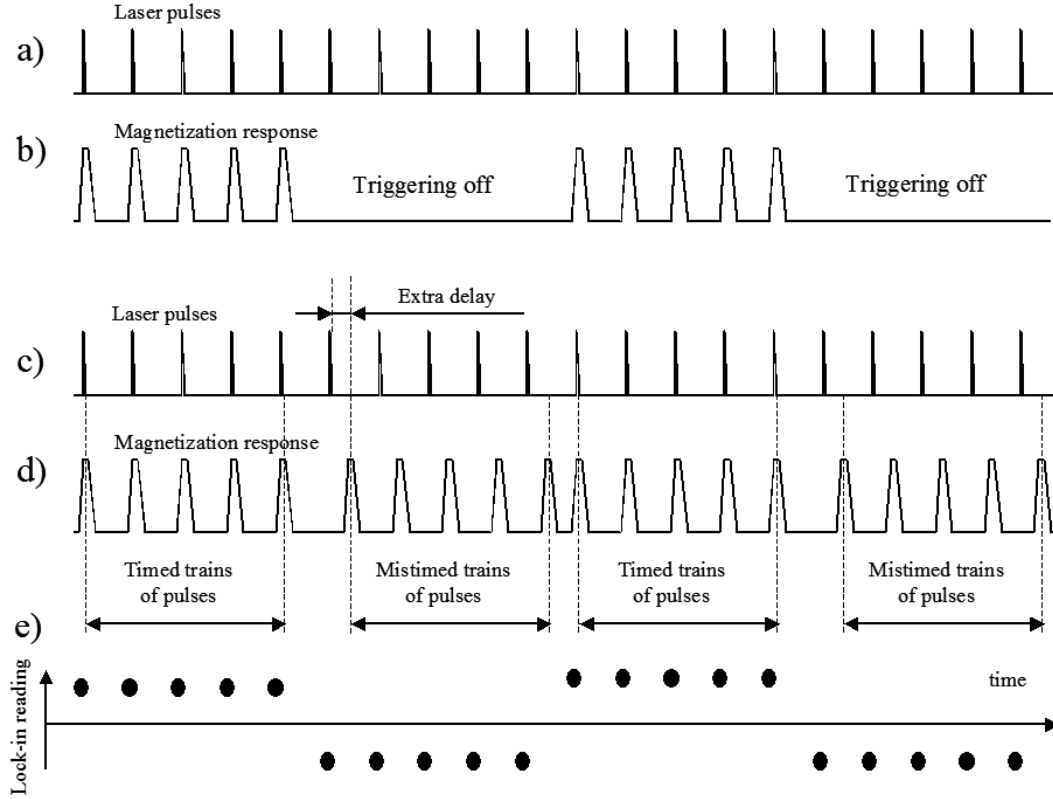 Laser pulses
a)
Magnetization response
b)
Triggering off
Triggering off
Extra delay
Laser pulses
c)
Magnetization response
d)
Timed trains
of pulses
Mistimed trains
of pulses
Timed trains
of pulses
Mistimed trains
of pulses
e)
Lock-in reading
time